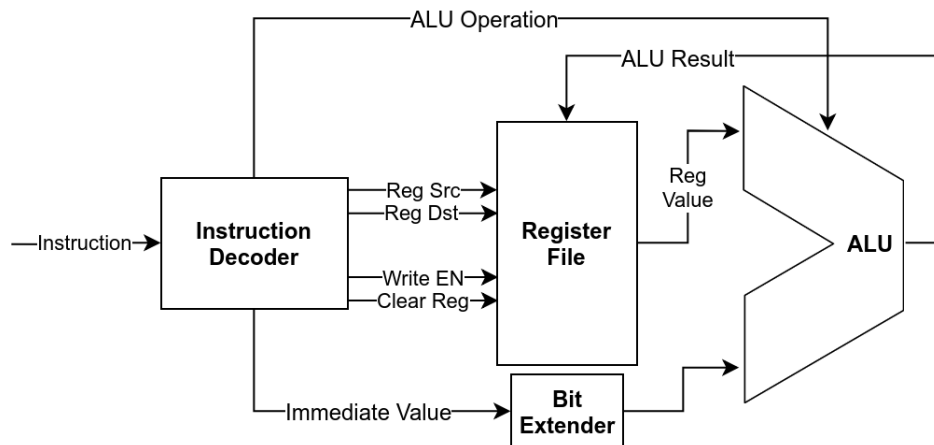 ALU Operation
ALU Result
Reg Src
Reg Dst
Reg
Value
Instruction
Instruction
Decoder
Register
File
ALU
Write EN
Clear Reg
Immediate Value
Bit
Extender